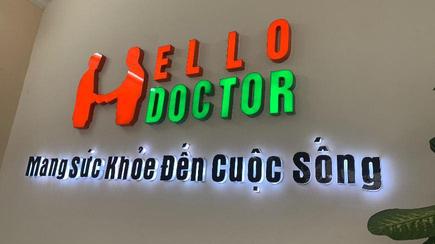 HELLO
DOCTOR
Mang Sức Khỏe Đến Cuộc Sống